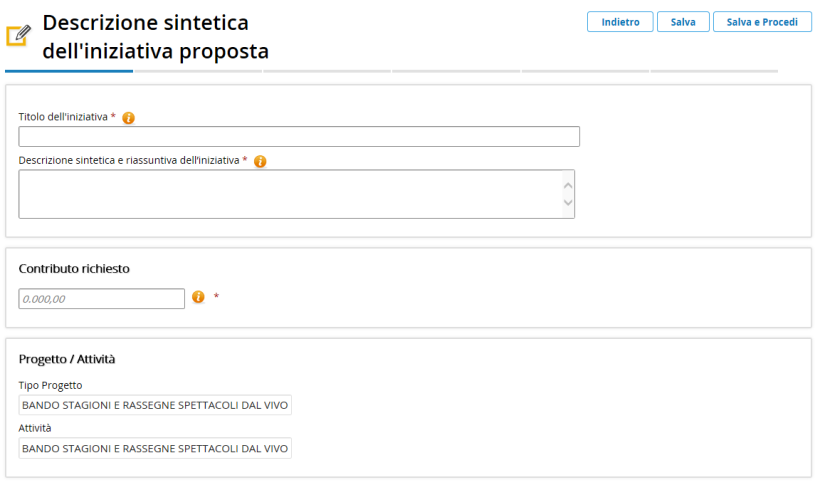 Descrizione sintetica
dell'iniziativa proposta
Indietro
Salva
Salva e Procedi
Titolo dell'iniziativa *
Descrizione sintetica e riassuntiva dell'iniziativa *
Contributo richiesto
0.000,00 *
Progetto / Attività
Tipo Progetto
BANDO STAGIONI E RASSEGNE SPETTACOLI DAL VIVO
Attività
BANDO STAGIONI E RASSEGNE SPETTACOLI DAL VIVO